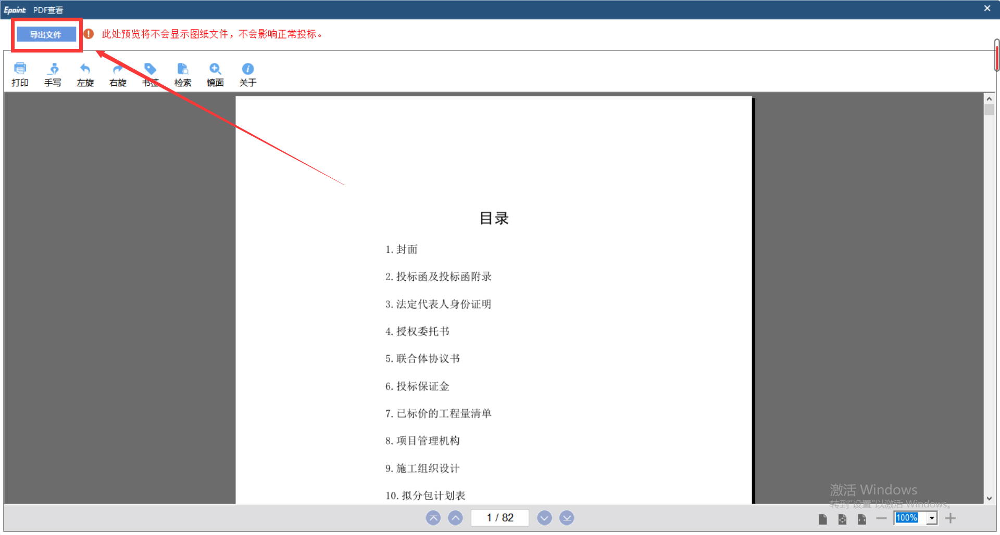 Epoint PDF查看
导出文件
此处预览将不会显示图纸文件，不会影响正常投标。
打印 手写 左旋 右旋 书签 检索 镜面 关于
目录
1. 封面
2. 投标函及投标函附录
3. 法定代表人身份证明
4. 授权委托书
5. 联合体协议书
6. 投标保证金
7. 已标价的工程量清单
8. 项目管理机构
9. 施工组织设计
10. 拟分包计划表
激活 Windows
转到"设置"以激活 Windows。
1 / 82
100%